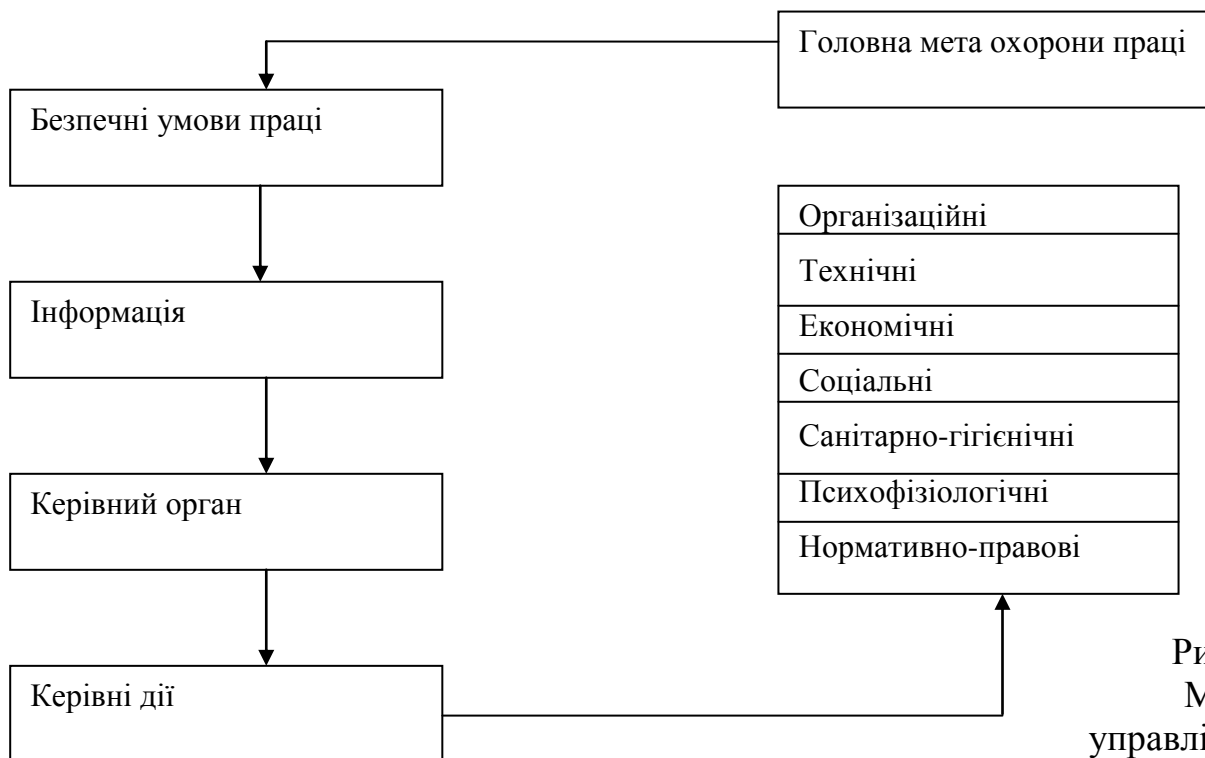 Головна мета охорони праці
Безпечні умови праці
Інформація
Керівний орган
Керівні дії
Організаційні
Технічні
Економічні
Соціальні
Санітарно-гігієнічні
Психофізіологічні
Нормативно-правові